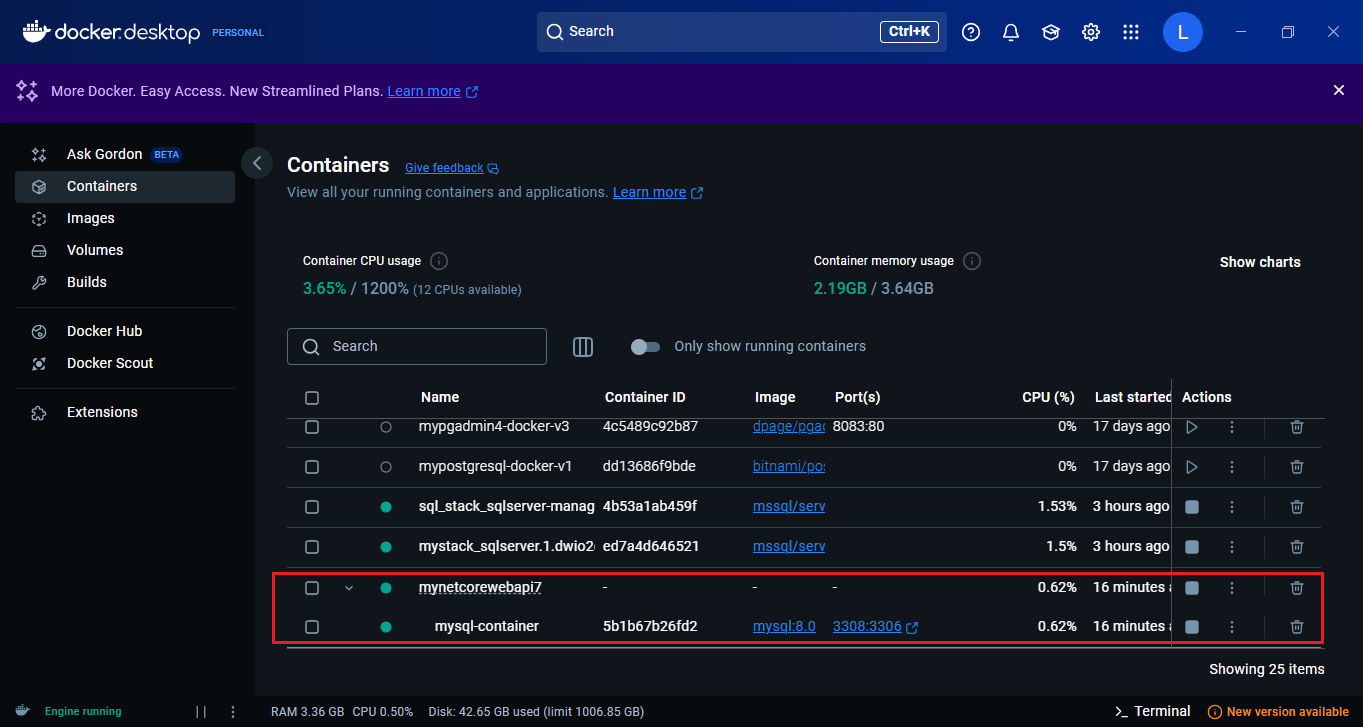 docker.desktop PERSONAL Search Ctrl+K L
More Docker. Easy Access. New Streamlined Plans. Learn more
Ask Gordon BETA
Containers
Images
Volumes
Builds
Docker Hub
Docker Scout
Extensions
Containers Give feedback
View all your running containers and applications. Learn more
Container CPU usage
3.65% / 1200% (12 CPUs available)
Container memory usage
2.19GB / 3.64GB
Show charts
Search
Only show running containers
Name Container ID Image Port(s) CPU (%) Last started Actions
mypgadmin4-docker-v3 4c5489c92b87 dpage/pgac 8083:80 0% 17 days ago
mypostgresql-docker-v1 dd13686f9bde bitnami/pos 0% 17 days ago
sql_stack_sqlserver-manag 4b53a1ab459f mssql/serv 1.53% 3 hours ago
mystack_sqlserver.1.dwio2 ed7a4d646521 mssql/serv 1.5% 3 hours ago
mynetcorewebapi7 - - - 0.62% 16 minutes a
mysql-container 5b1b67b26fd2 mysql:8.0 3308:3306 0.62% 16 minutes a
Showing 25 items
Engine running RAM 3.36 GB CPU 0.50% Disk: 42.65 GB used (limit 1006.85 GB) Terminal New version available